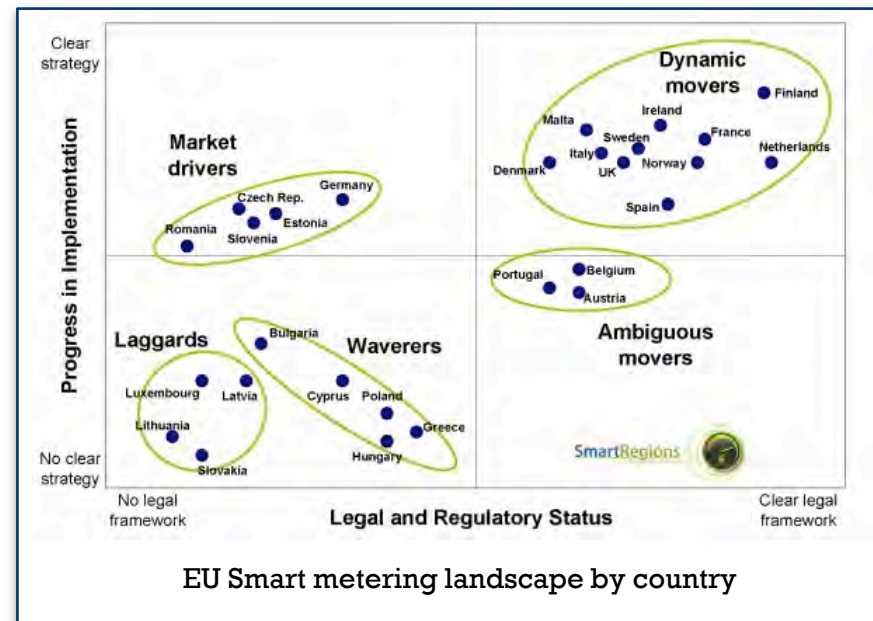 Clear
strategy
Dynamic
movers
Finland
Ireland
Malta
France
Sweden
Italy
Netherlands
Denmark
UK
Norway
Spain
Market
drivers
Germany
Czech Rep.
Estonia
Romania
Slovenia
Progress in Implementation
Portugal
Belgium
Austria
Ambiguous
movers
Laggards
Bulgaria
Waverers
Luxembourg
Latvia
Cyprus
Poland
Lithuania
Greece
Hungary
Slovakia
SmartRegions
No clear
strategy
No legal
framework
Legal and Regulatory Status
Clear legal
framework
EU Smart metering landscape by country